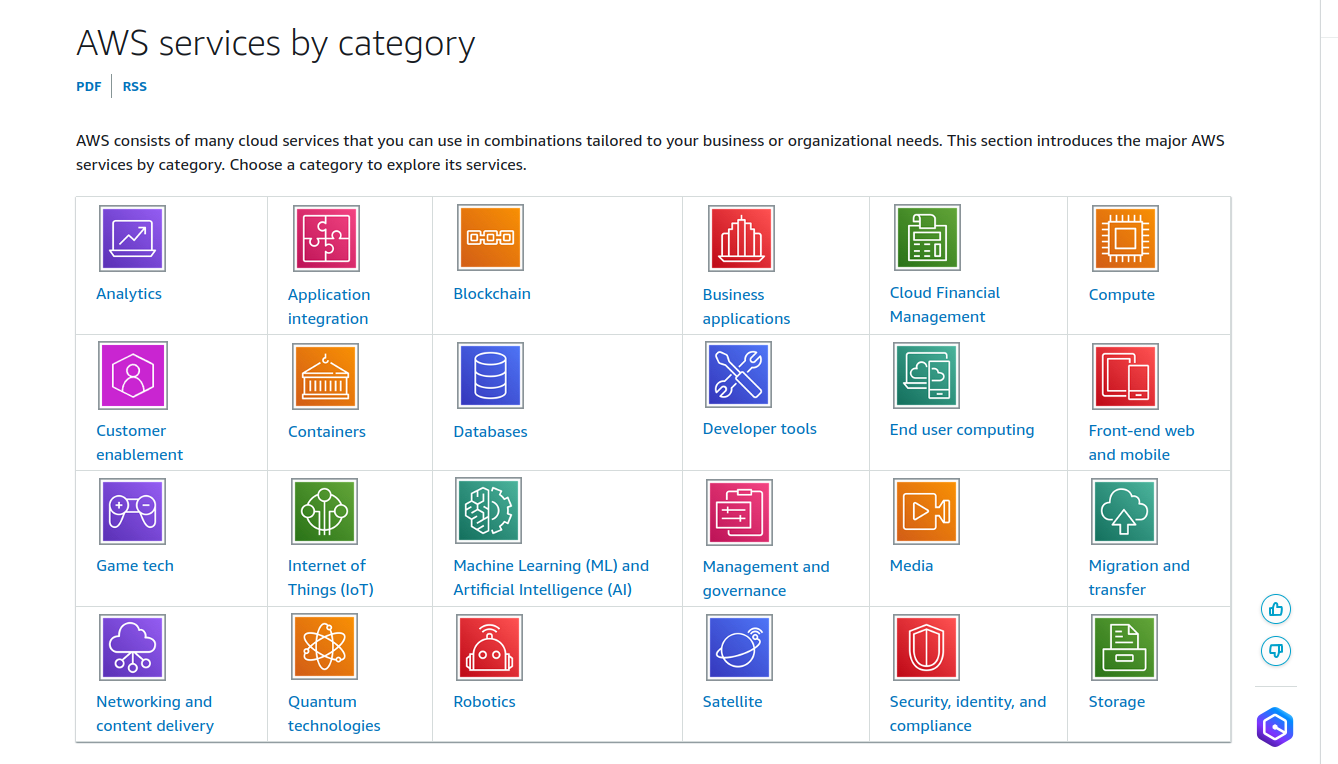 AWS services by category
PDF
RSS
AWS consists of many cloud services that you can use in combinations tailored to your business or organizational needs. This section introduces the major AWS
services by category. Choose a category to explore its services.
Analytics
Application
integration
Blockchain
Business
applications
Cloud Financial
Management
Compute
Customer
enablement
Containers
Databases
Developer tools
End user computing
Front-end web
and mobile
Game tech
Internet of
Things (IoT)
Machine Learning (ML) and
Artificial Intelligence (AI)
Management and
governance
Media
Migration and
transfer
Networking and
content delivery
Quantum
technologies
Robotics
Satellite
Security, identity, and
compliance
Storage